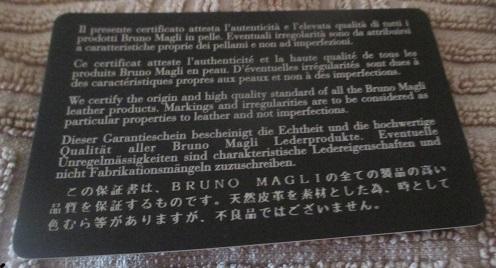 Il presente certificato attesta l'autenticità e l'elevata qualità di tutti i
prodotti Bruno Magli in pelle. Eventuali irregolarità sono da attribuirsi
a caratteristiche proprie dei pellami e non ad imperfezioni.
Ce certificat atteste l'authenticité et la haute qualité de tous les
produits Bruno Magli en peau. D'éventuelles irrégularités sont dues à
des caractéristiques propres aux peaux et non à des imperfections.
We certify the origin and high quality standard of all the Bruno Magli
leather products. Markings and irregularities are to be considered as
particular properties to leather and not imperfections.
Dieser Garantieschein bescheinigt die Echtheit und die hochwertige
Qualität aller Bruno Magli Lederprodukte. Eventuelle
Unregelmässigkeiten sind charakteristische Ledereigenschaften und
nicht Fabrikationsmängeln zuzuschreiben.
この保証書は、BRUNO MAGLIの全ての製品の高い
品質を保証するものです。天然皮革を素材とした為、時として
色むら等がありますが、不良品ではございません。